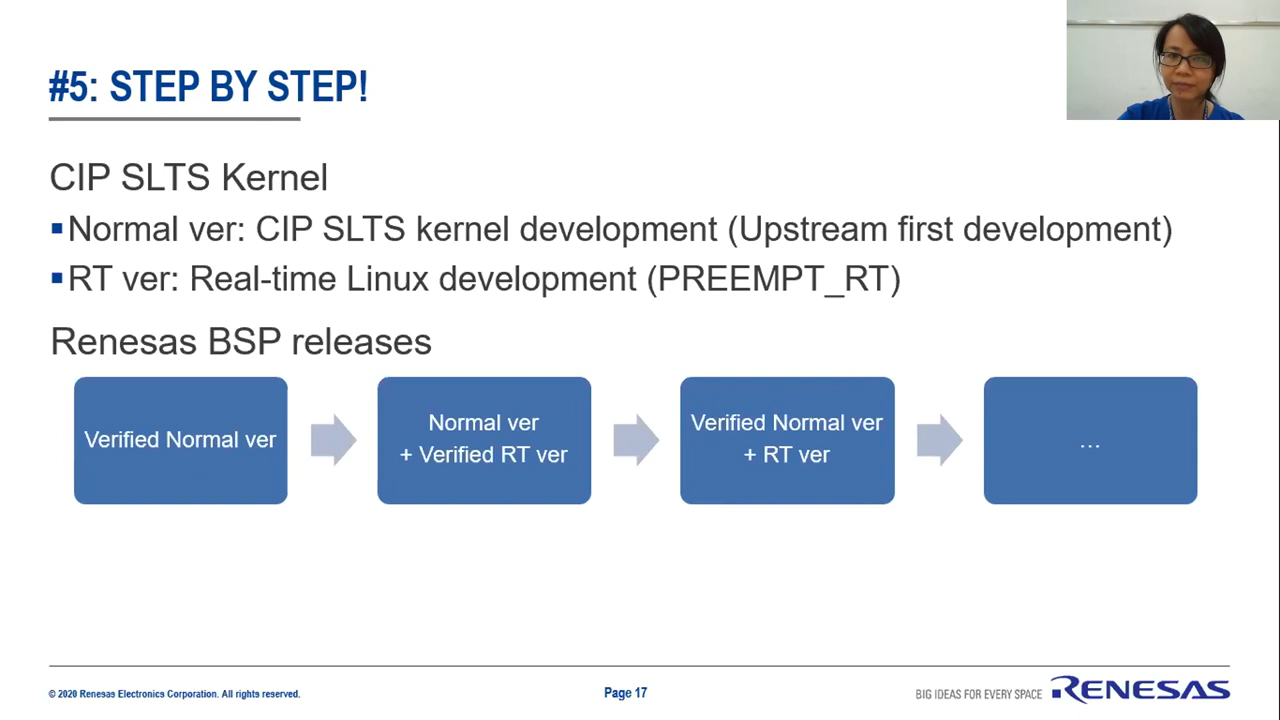 #5: STEP BY STEP!
CIP SLTS Kernel
▪Normal ver: CIP SLTS kernel development (Upstream first development)
▪RT ver: Real-time Linux development (PREEMPT_RT)
Renesas BSP releases
Verified Normal ver
Normal ver
+ Verified RT ver
Verified Normal ver
+ RT ver
...
© 2020 Renesas Electronics Corporation. All rights reserved.
Page 17
BIG IDEAS FOR EVERY SPACE
RENESAS